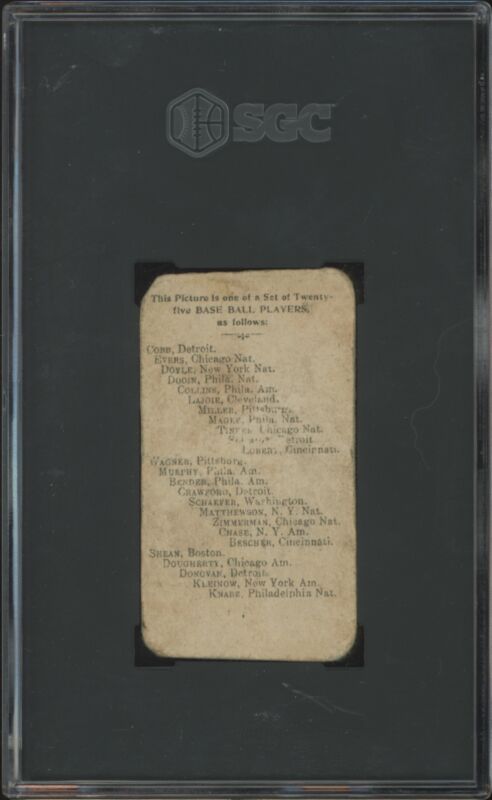 SGC
This Picture is one of a Set of Twenty-
five BASE BALL PLAYERS,
as follows:
COBB, Detroit.
EVERS, Chicago Nat.
DOYLE, New York Nat.
DOOIN, Phila. Nat.
COLLINS, Phila. Am.
LAJOIE, Cleveland.
MILLER, Pittsburg.
MAGEE, Phila. Nat.
TINKER, Chicago Nat.
Detroit
LOBERT, Cincinnati.
WAGNER, Pittsburg.
MURPHY, Phila. Am.
BENDER, Phila. Am.
CRAWFORD, Detroit.
SCHAEFER, Washington.
MATTHEWSON, N. Y. Nat.
ZIMMERMAN, Chicago Nat.
CHASE, N. Y. Am.
BESCHER, Cincinnati.
SHEAN, Boston.
DOUGHERTY, Chicago Am.
DONOVAN, Detroit.
KLEINOW, New York Am.
KNABE, Philadelphia Nat.